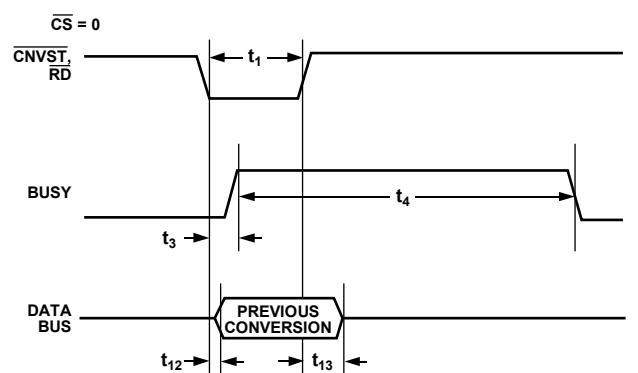 CS = 0
CNVST,
RD
t1
BUSY
t4
t3
DATA
BUS
PREVIOUS
CONVERSION
t12
t13